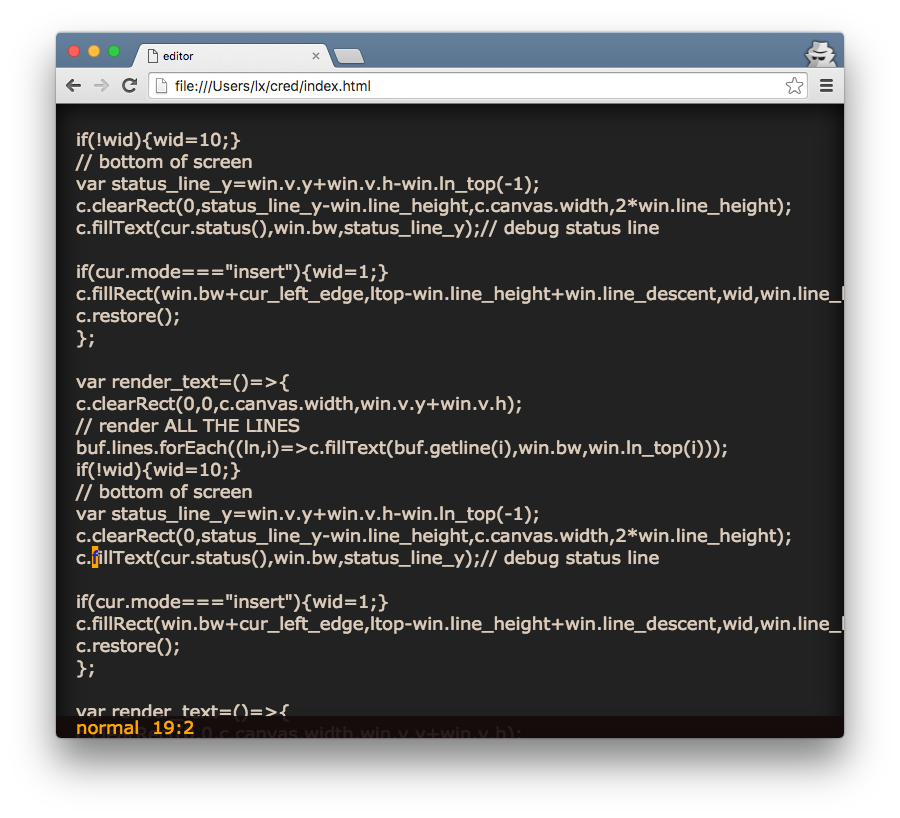 editor
file:///Users/lx/cred/index.html
if(!wid){wid=10;}
// bottom of screen
var status_line_y=win.v.y+win.v.h-win.ln_top(-1);
c.clearRect(0,status_line_y-win.line_height,c.canvas.width,2*win.line_height);
c.fillText(cur.status(),win.bw,status_line_y);// debug status line
if(cur.mode==="insert"){wid=1;}
c.fillRect(win.bw+cur_left_edge,ltop-win.line_height+win.line_descent,wid,win.line_
c.restore();
};
var render_text=()=>{
c.clearRect(0,0,c.canvas.width,win.v.y+win.v.h);
// render ALL THE LINES
buf.lines.forEach((ln,i)=>c.fillText(buf.getline(i),win.bw,win.ln_top(i)));
if(!wid){wid=10;}
// bottom of screen
var status_line_y=win.v.y+win.v.h-win.ln_top(-1);
c.clearRect(0,status_line_y-win.line_height,c.canvas.width,2*win.line_height);
c.fillText(cur.status(),win.bw,status_line_y);// debug status line
if(cur.mode==="insert"){wid=1;}
c.fillRect(win.bw+cur_left_edge,ltop-win.line_height+win.line_descent,wid,win.line_
c.restore();
};
var render_text=()=>{
normal 19:2